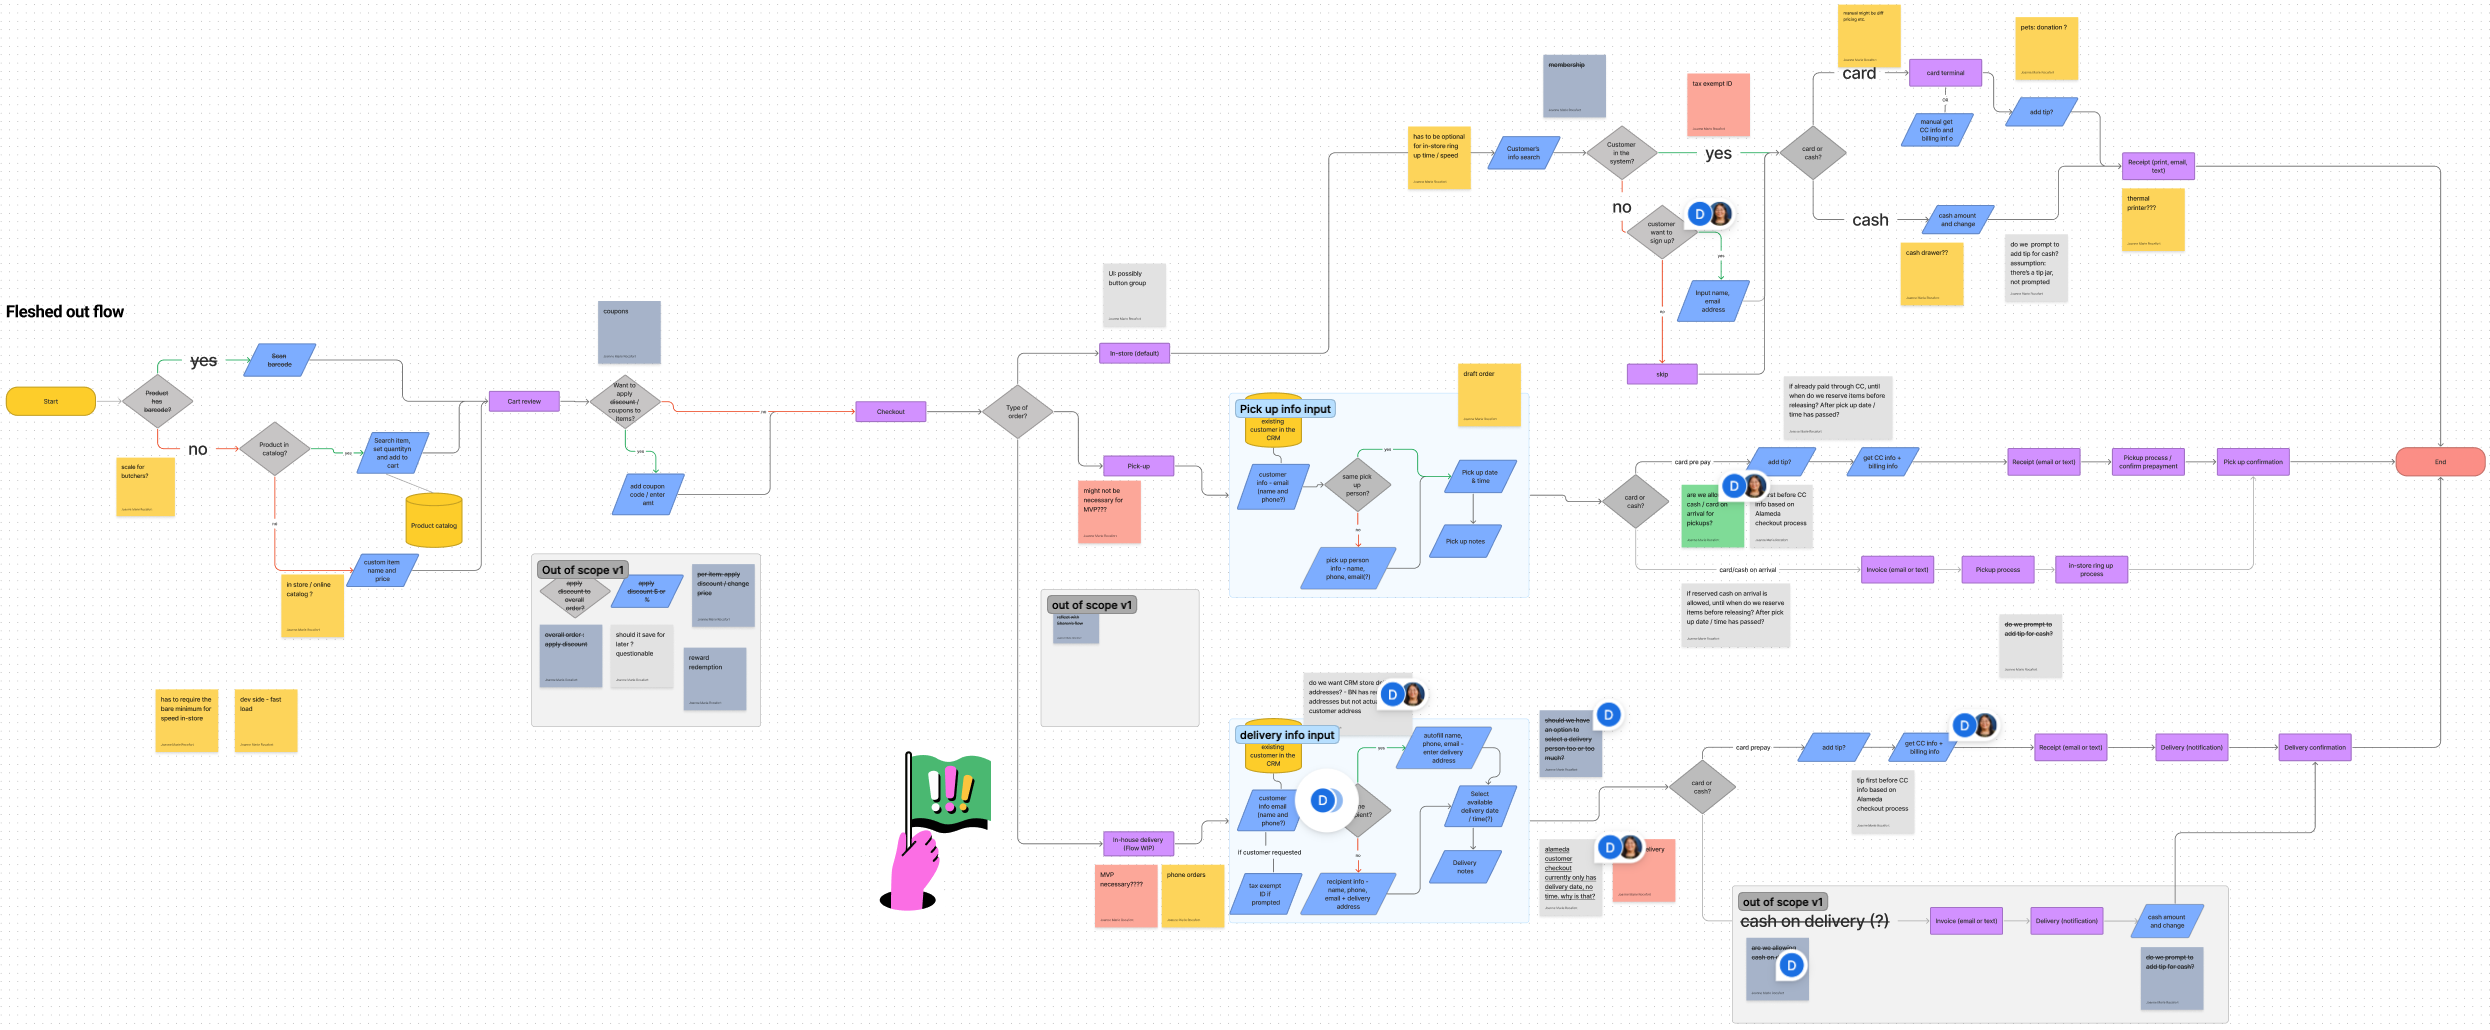 Fleshed out flow
Start
Product
has
barcode?
yes
Scan
barcode
no
scale for
butchers?
Product in
catalog?
yes
Search item,
set quantityn
and add to
cart
Product catalog
no
in store / online
catalog ?
custom item
name and
price
has to require the
bare minimum for
speed in-store
dev side - fast
load
Cart review
coupons
Want to
apply
discount /
coupons to
items?
no
yes
add coupon
code / enter
amt
Checkout
Out of scope v1
apply
discount to
overall
order?
apply
discount $ or
%
per item: apply
discount / change
price
overall order :
apply discount
should it save for
later ?
questionable
reward
redemption
Type of
order?
UI: possibly
button group
In-store (default)
Pick-up
might not be
necessary for
MVP???
out of scope v1
In-house delivery
(Flow WIP)
MVP
necessary????
phone orders
has to be optional
for in-store ring
up time / speed
Customer's
info search
membership
Customer
in the
system?
tax exempt ID
yes
no
customer
want to
sign up?
yes
Input name,
email
address
no
skip
card or
cash?
manual might be diff
pricing etc.
card
card terminal
OR
manual get
CC info and
billing inf o
pets: donation ?
add tip?
cash
cash amount
and change
cash drawer??
do we prompt to
add tip for cash?
assumption:
there's a tip jar,
not prompted
Receipt (print, email,
text)
thermal
printer???
End
Pick up info input
existing
customer in the
CRM
customer
info - email
(name and
phone?)
same pick
up
person?
yes
no
pick up person
info - name,
phone, email(?)
Pick up date
& time
Pick up notes
draft order
card or
cash?
card pre pay
add tip?
get CC info +
billing info
if already paid through CC, until
when do we reserve items before
releasing? After pick up date /
time has passed?
are we allo
cash / card on
arrival for
pickups?
first before CC
info based on
Alameda
checkout process
Receipt (email or text)
Pickup process /
confirm prepayment
Pick up confirmation
card/cash on arrival
Invoice (email or text)
Pickup process
in-store ring up
process
if reserved cash on arrival is
allowed, until when do we reserve
items before releasing? After pick
up date / time has passed?
do we prompt to
add tip for cash?
do we want CRM store de
addresses? - BN has re
addresses but not actu
customer address
delivery info input
existing
customer in the
CRM
customer
info email
(name and
phone?)
if customer requested
tax exempt
ID if
prompted
yes
no
recipient info -
name, phone,
email + delivery
address
autofill name,
phone, email -
enter delivery
address
Select
available
delivery date
/ time(?)
Delivery
notes
should we have
an option to
select a delivery
person too or too
much?
alameda
customer
checkout
currently only has
delivery date, no
time. why is that?
livery
card or
cash?
card prepay
add tip?
get CC info +
billing info
tip first before CC
info based on
Alameda
checkout process
Receipt (email or text)
Delivery (notification)
Delivery confirmation
out of scope v1
cash on delivery (?)
are we allowing
cash on
Invoice (email or text)
Delivery (notification)
cash amount
and change
do we prompt to
add tip for cash?
D
D
D
D
D
D
D
D